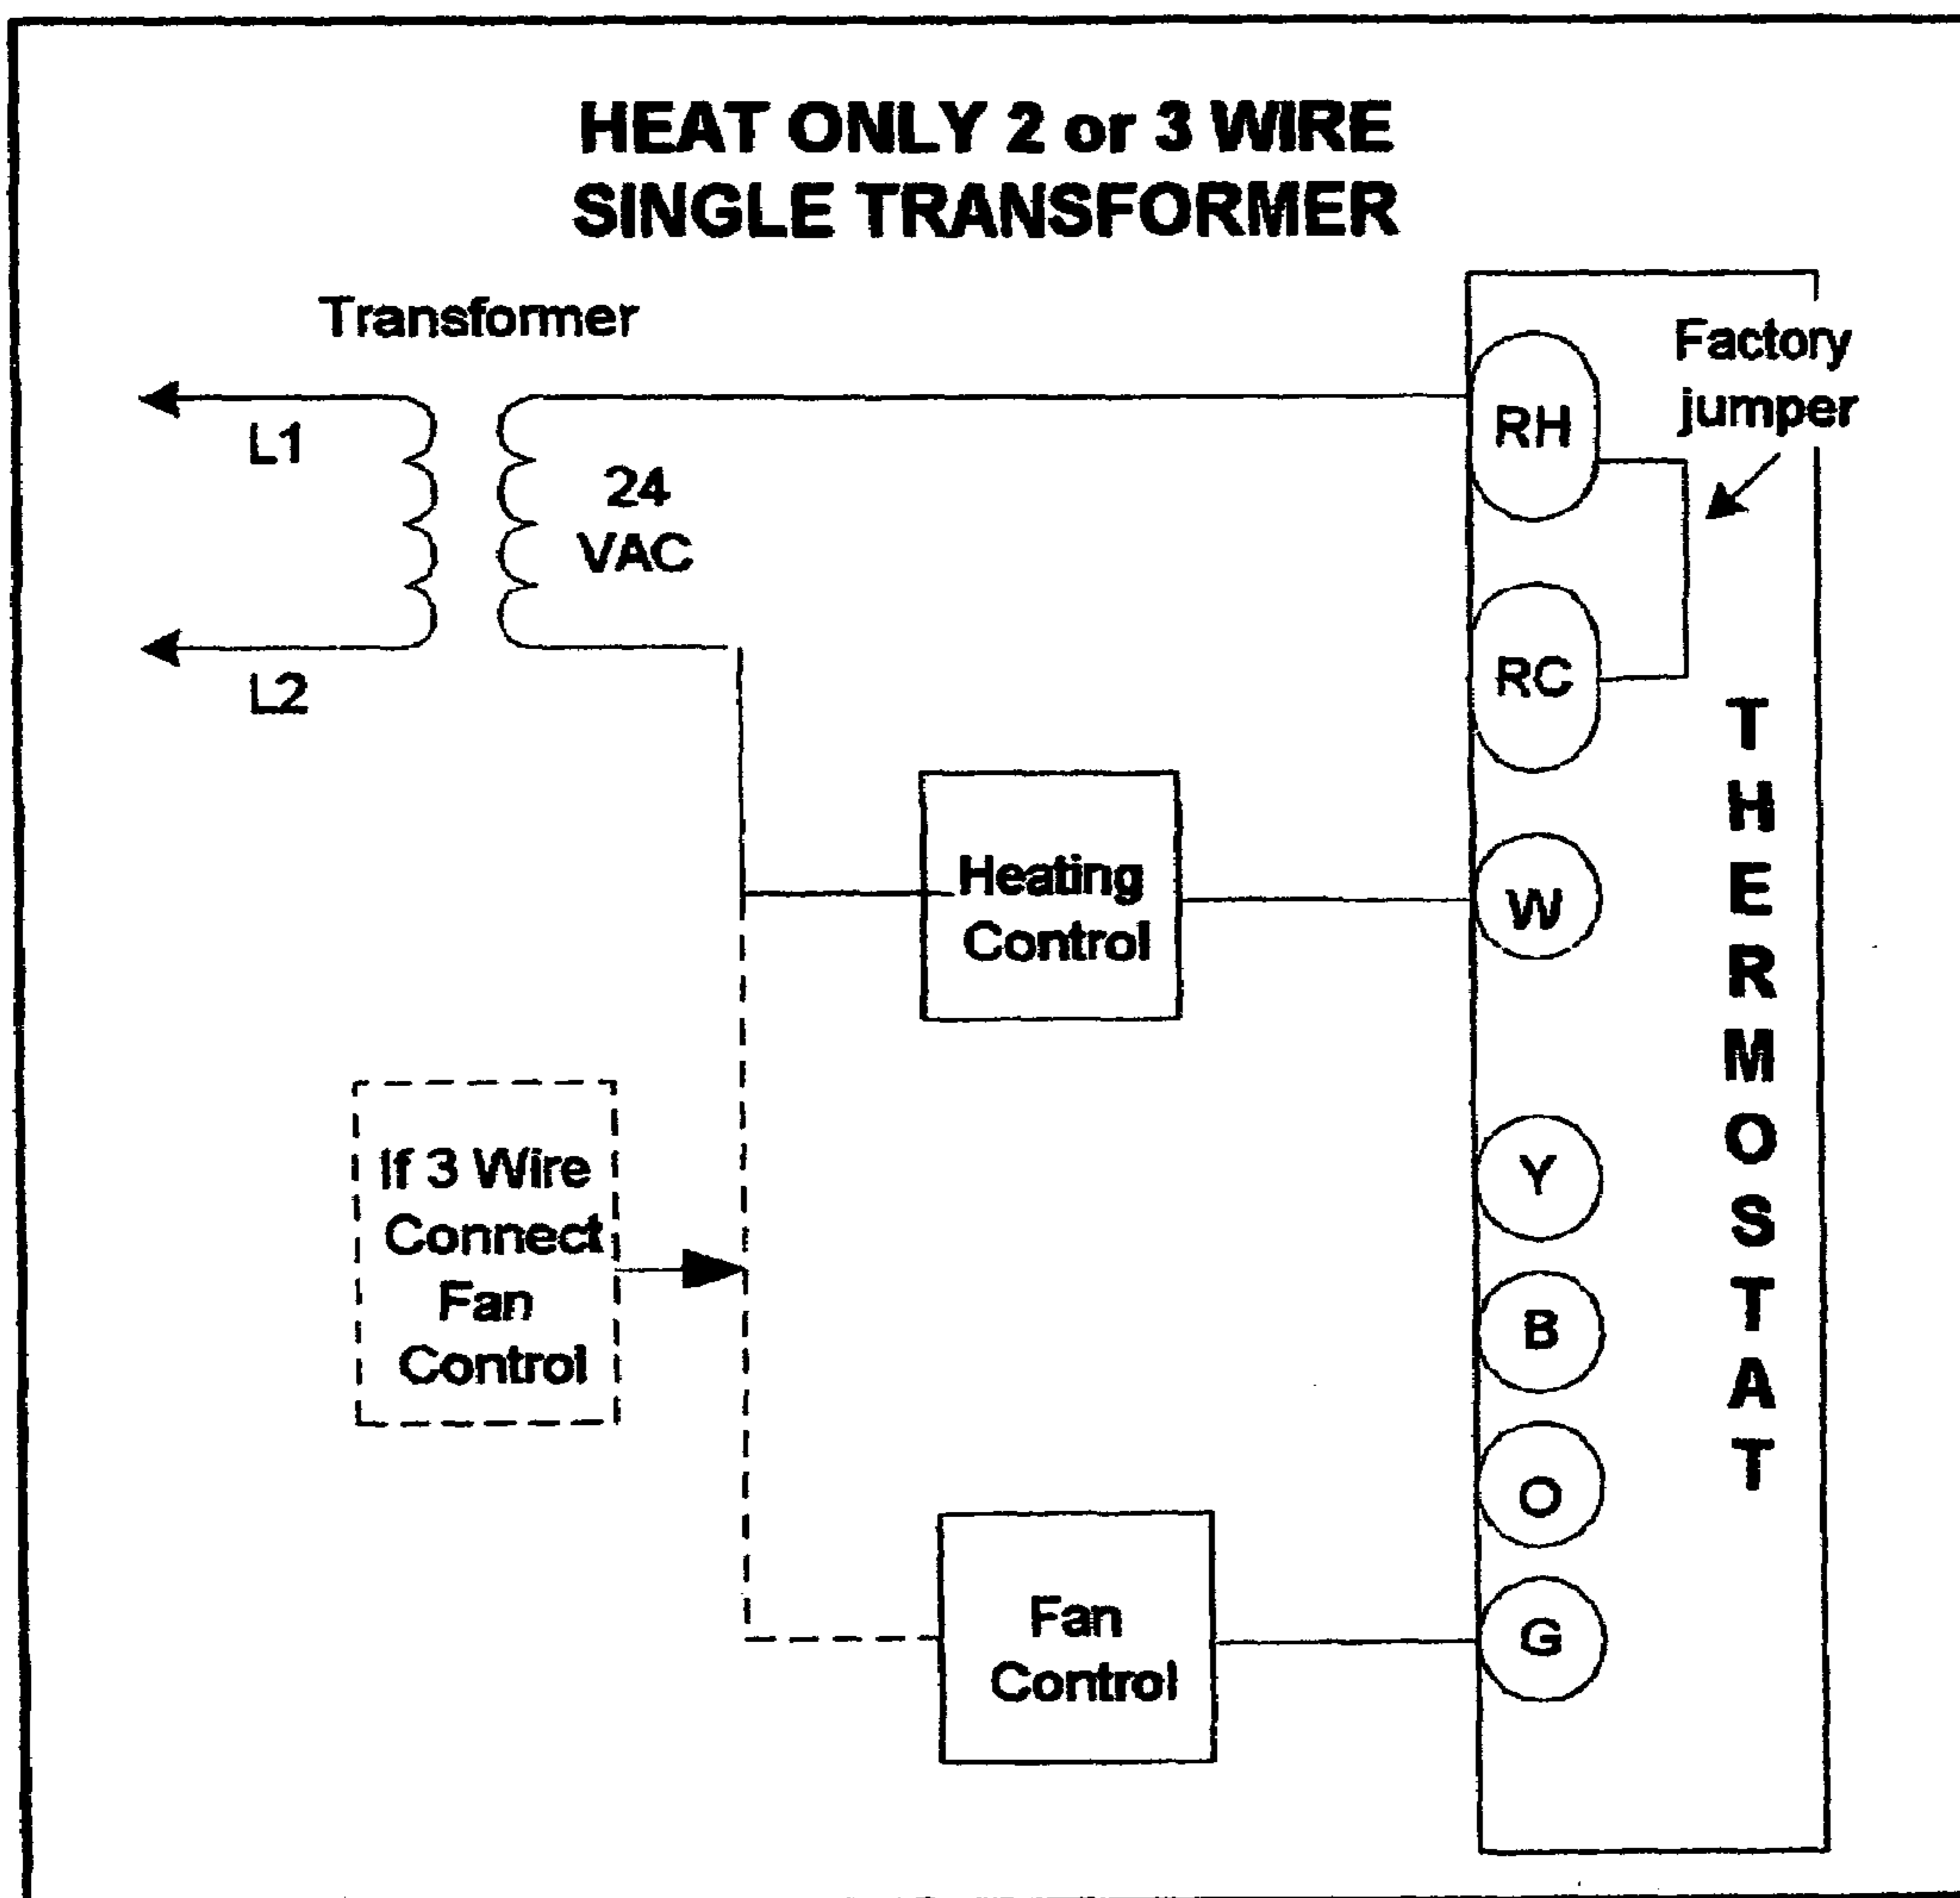 HEAT ONLY 2 or 3 WIRE
SINGLE TRANSFORMER
Transformer
Factory
jumper
L1
24
VAC
L2
RH
RC
Heating
Control
W
If 3 Wire
Connect
Fan
Control
Y
B
O
G
Fan
Control
THERMOSTAT